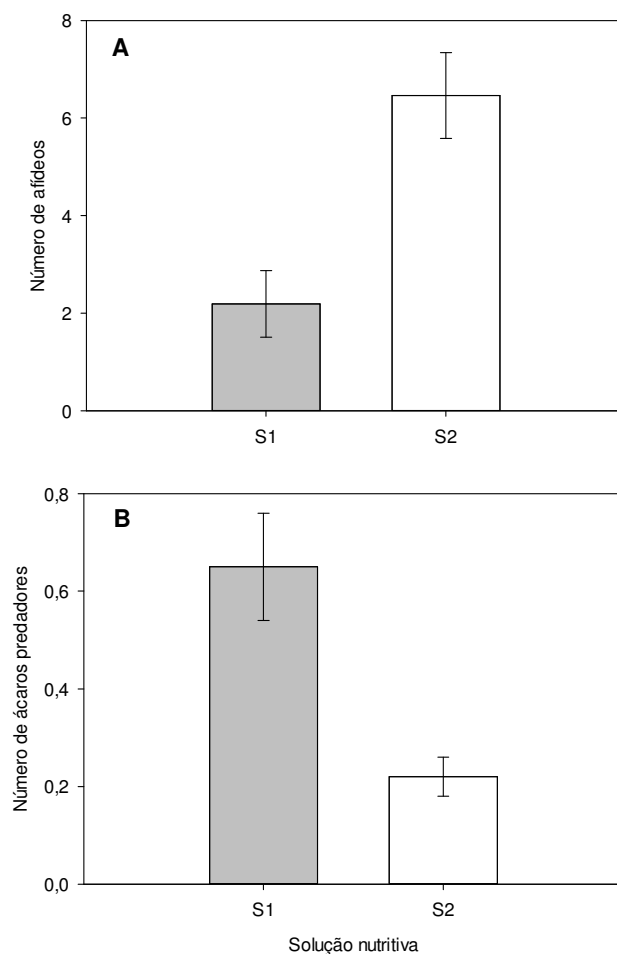 A
Número de afídeos
8
6
4
2
0
S1 S2
B
Número de ácaros predadores
0,8
0,6
0,4
0,2
0,0
S1 S2
Solução nutritiva